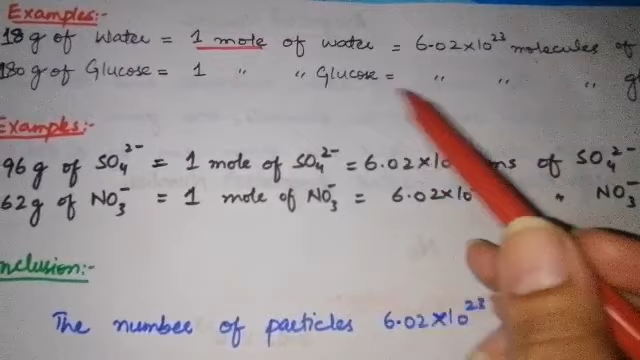 Examples:-
18 g of Water = 1 mole of water = 6.02×10²³ molecules of
180 g of Glucose = 1 " " Glucose = " " "
Examples:-
96 g of SO₄²⁻ = 1 mole of SO₄²⁻ = 6.02×10 of SO₄²⁻
62g of NO₃⁻ = 1 mole of NO₃⁻ = 6.02×10 " NO₃⁻
nclusion:-
The number of particles 6.02×10²³